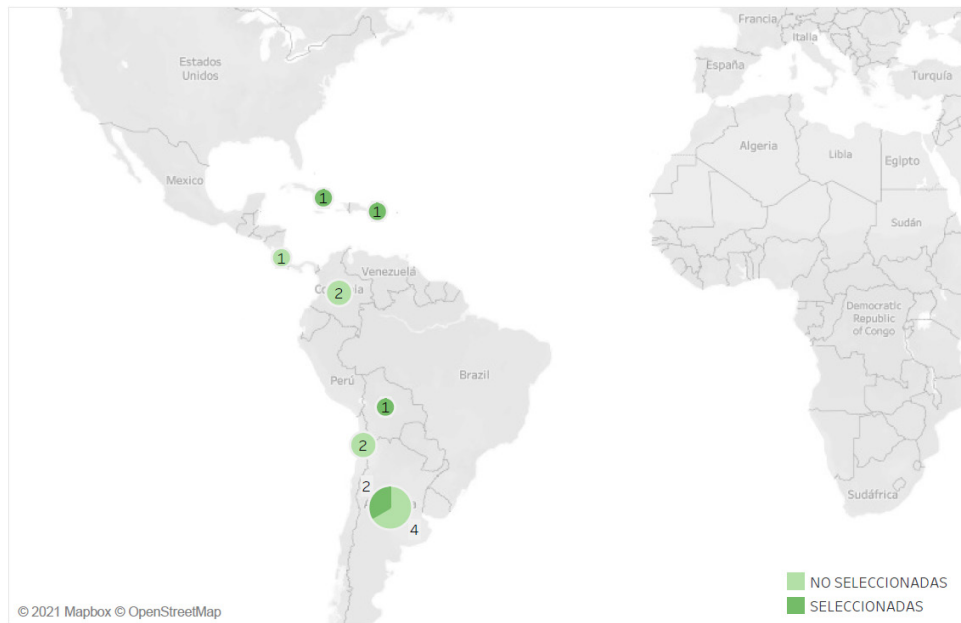 Francia
Italia
España
Turquía
Estados
Unidos
Algeria
Libia
Egipto
Mexico
1
1
Sudán
1
Venezuela
2
Democratic
Republic
of Congo
Perú
Brazil
1
2
2
4
Sudáfrica
NO SELECCIONADAS
SELECCIONADAS
© 2021 Mapbox © OpenStreetMap